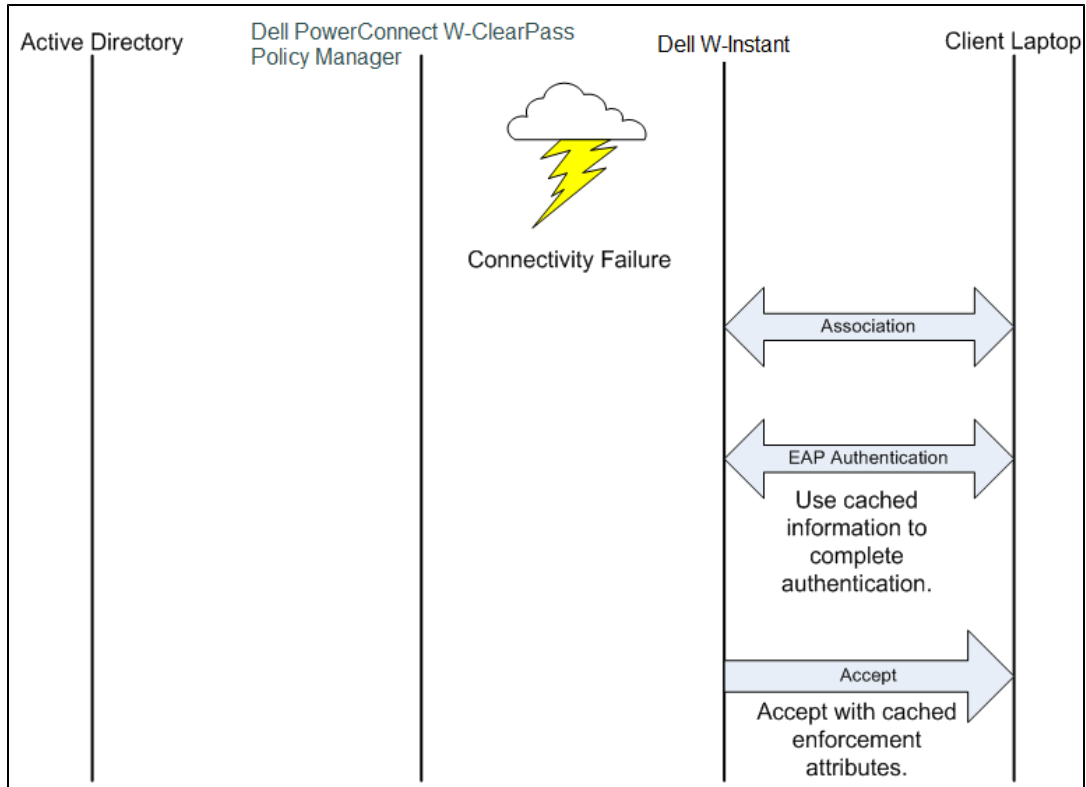 Active Directory
Dell PowerConnect W-ClearPass
Policy Manager
Dell W-Instant
Client Laptop
Connectivity Failure
Association
EAP Authentication
Use cached
information to
complete
authentication.
Accept
Accept with cached
enforcement
attributes.